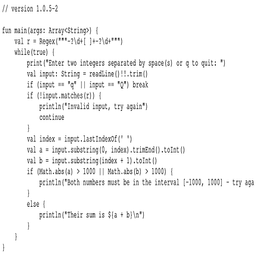 // version 1.0.5-2
fun main(args: Array<String>) {
val r = Regex("""-?\d+[ ]+-?\d+""")
while(true) {
print("Enter two integers separated by space(s) or q to quit: ")
val input: String = readLine()!!.trim()
if (input == "q" || input == "Q") break
if (!input.matches(r)) {
println("Invalid input, try again")
continue
}
val index = input.lastIndexOf(' ')
val a = input.substring(0, index).trimEnd().toInt()
val b = input.substring(index + 1).toInt()
if (Math.abs(a) > 1000 || Math.abs(b) > 1000) {
println("Both numbers must be in the interval [-1000, 1000] - try aga
}
else {
println("Their sum is ${a + b}\n")
}
}
}